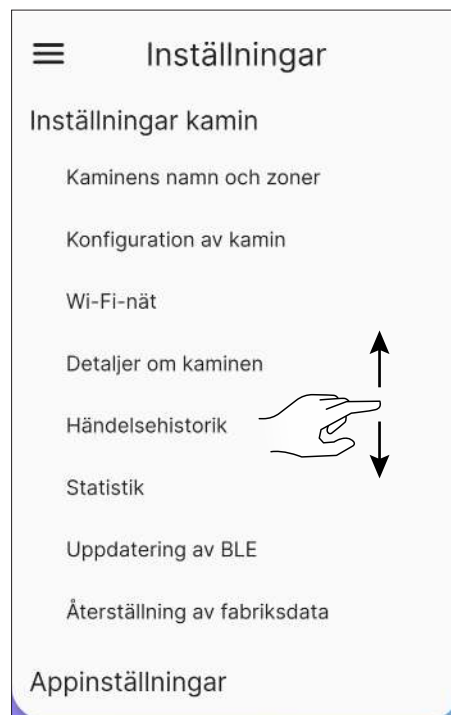 Inställningar
Inställningar kamin
Kaminens namn och zoner
Konfiguration av kamin
Wi-Fi-nät
Detaljer om kaminen
Händelsehistorik
Statistik
Uppdatering av BLE
Återställning av fabriksdata
Appinställningar